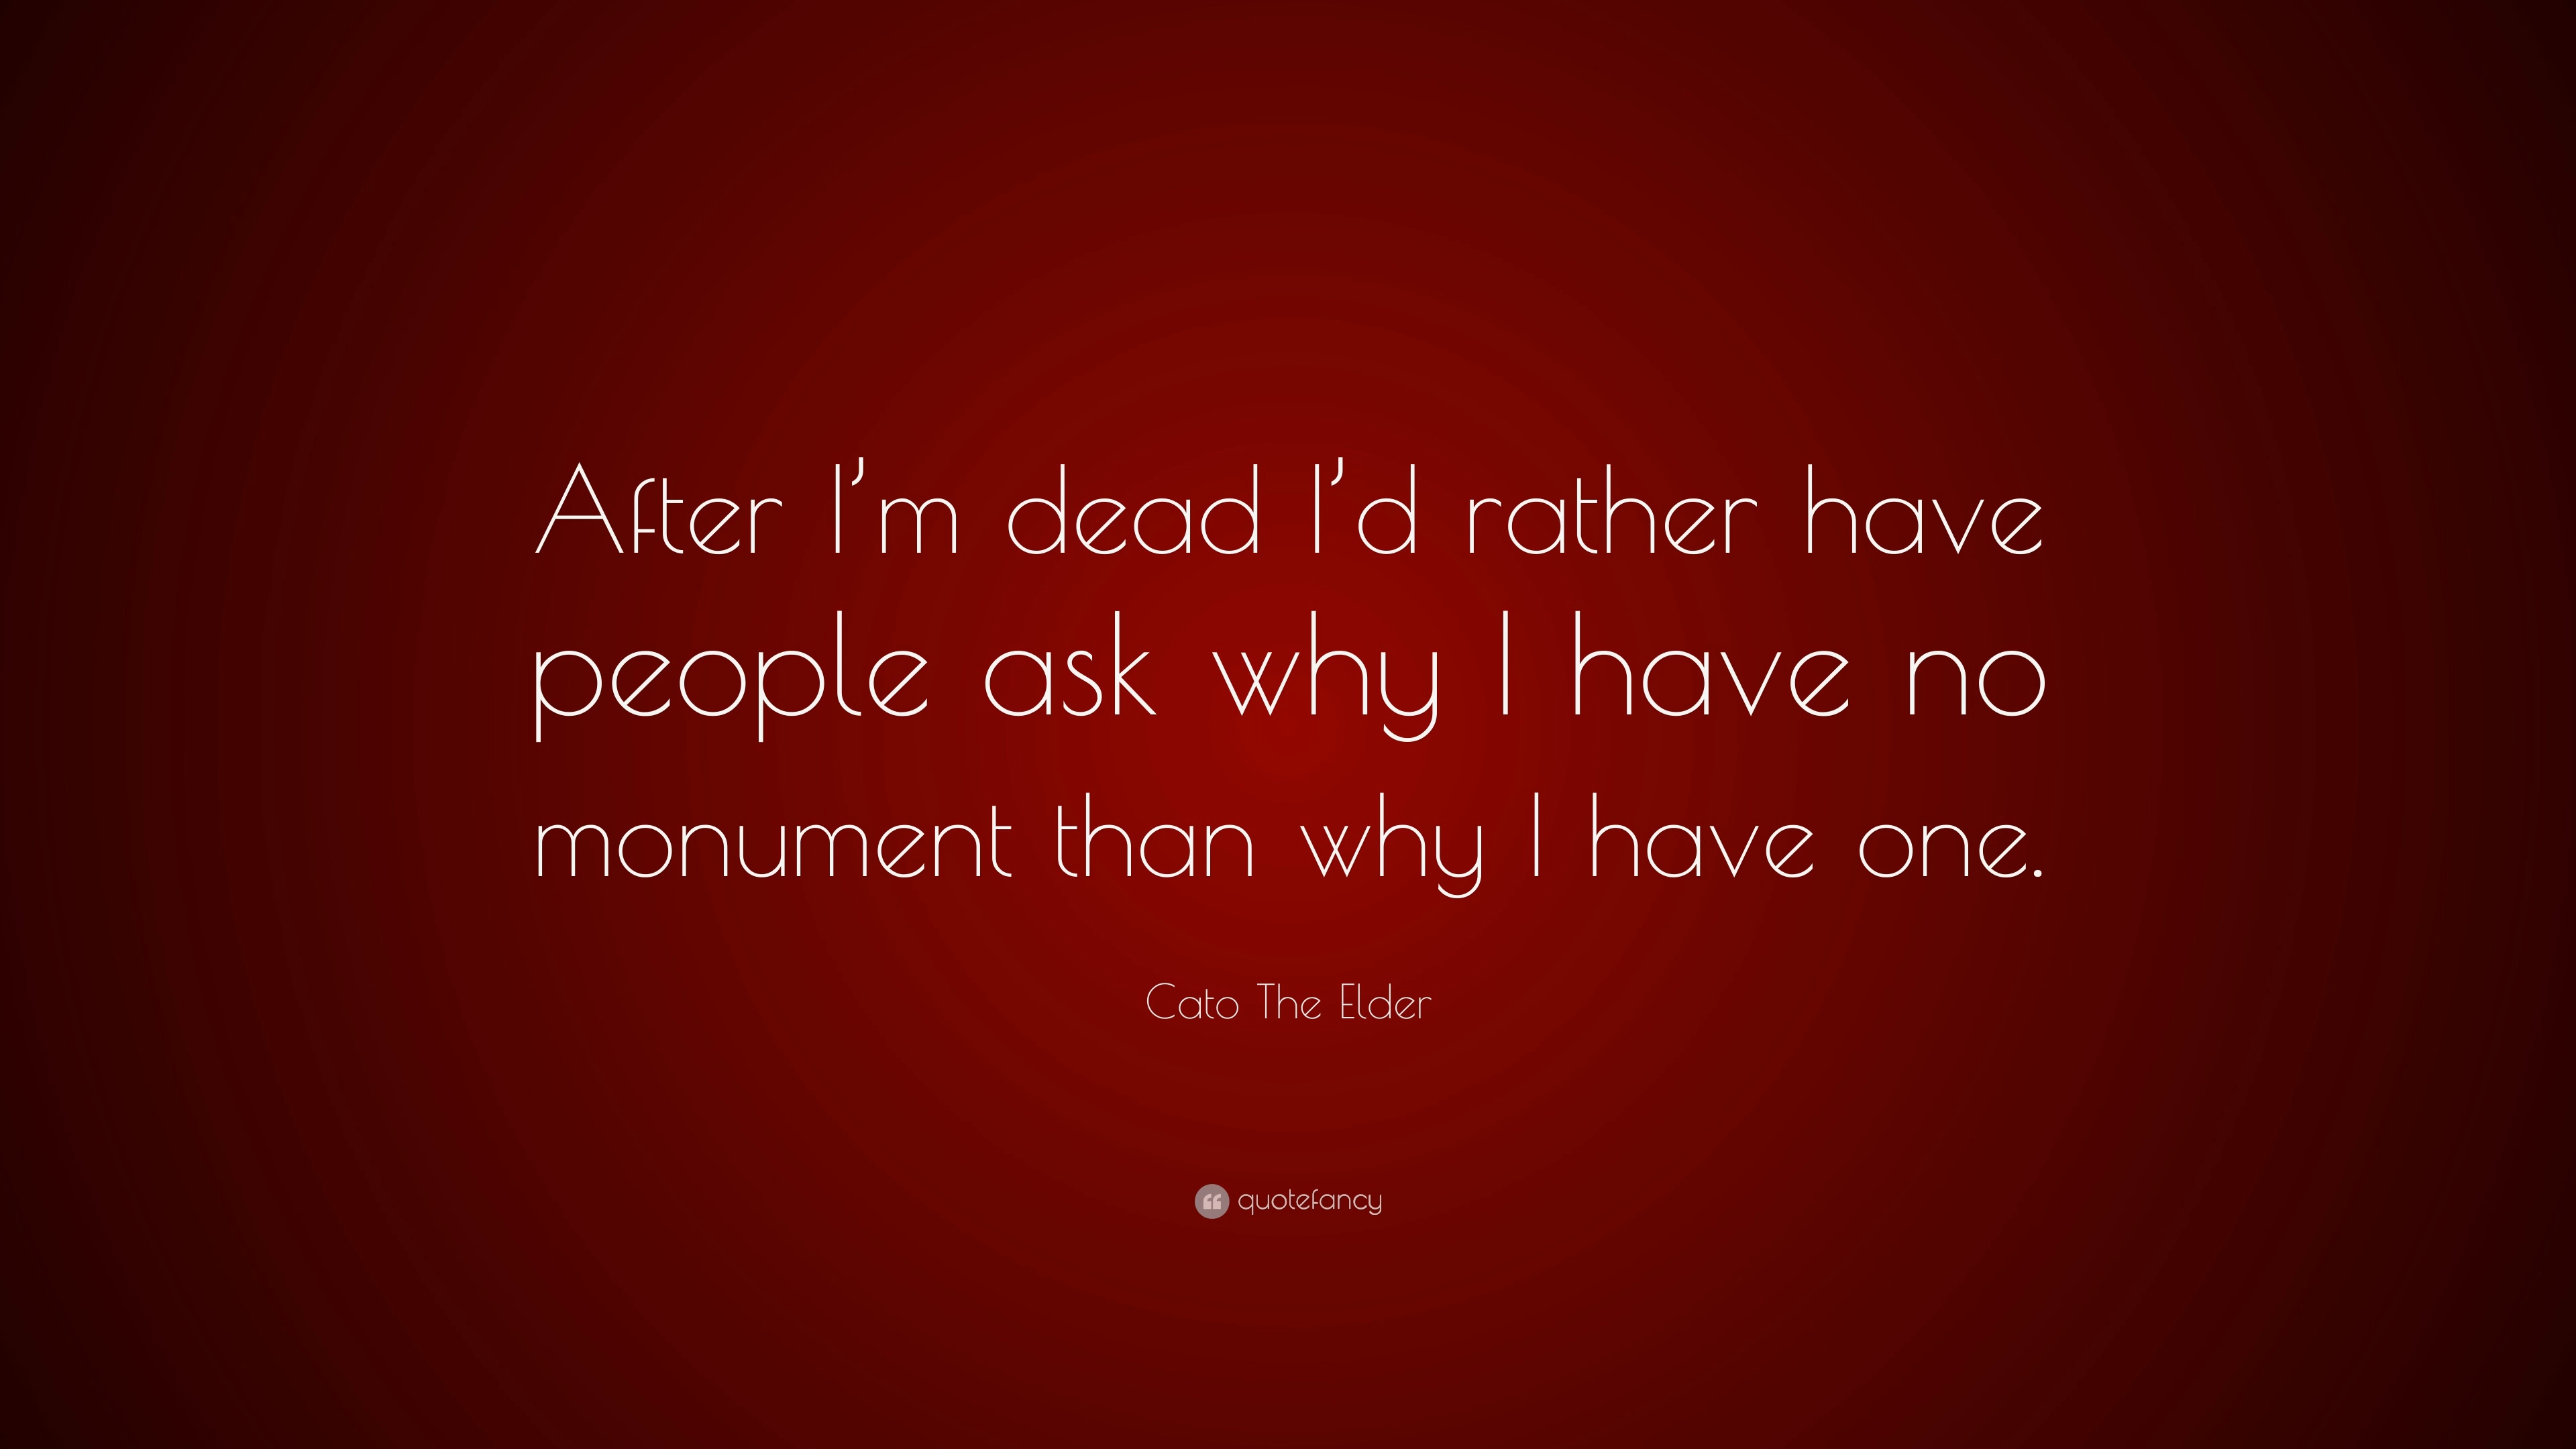 After I’m dead I’d rather have
people ask why I have no
monument than why I have one.
Cato The Elder
quotefancy